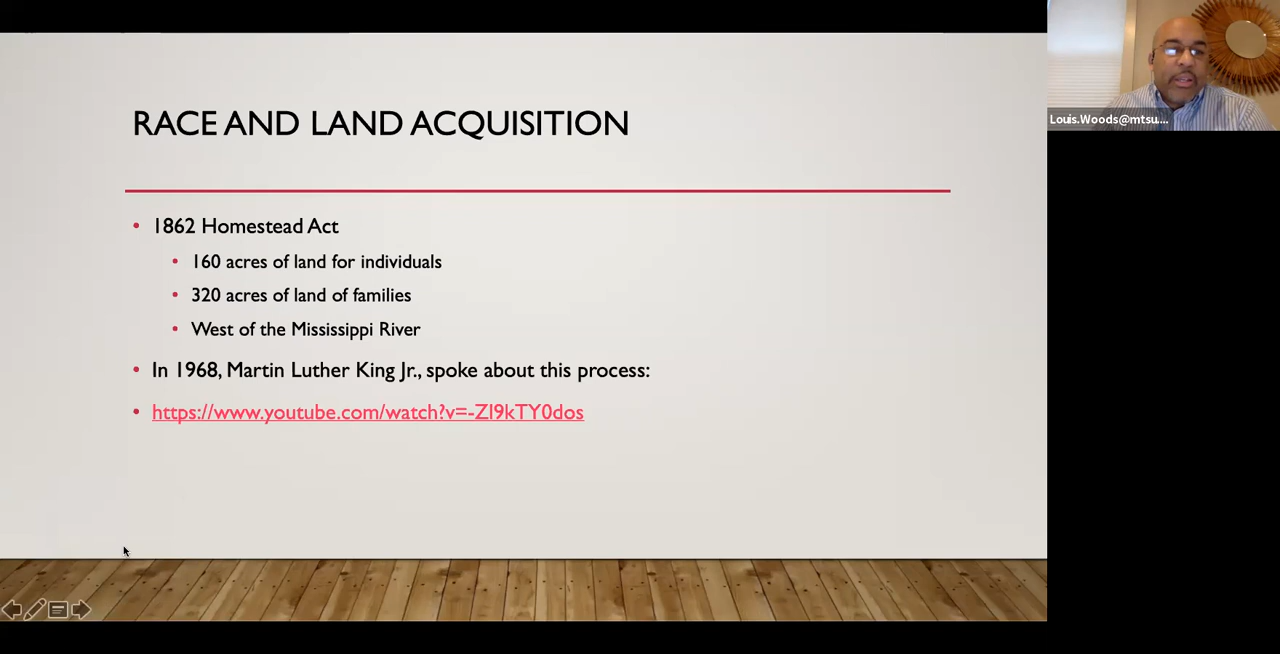 RACE AND LAND ACQUISITION
• 1862 Homestead Act
• 160 acres of land for individuals
• 320 acres of land of families
• West of the Mississippi River
• In 1968, Martin Luther King Jr., spoke about this process:
• https://www.youtube.com/watch?v=-Zl9kTY0dos
Louis.Woods@mtsu....